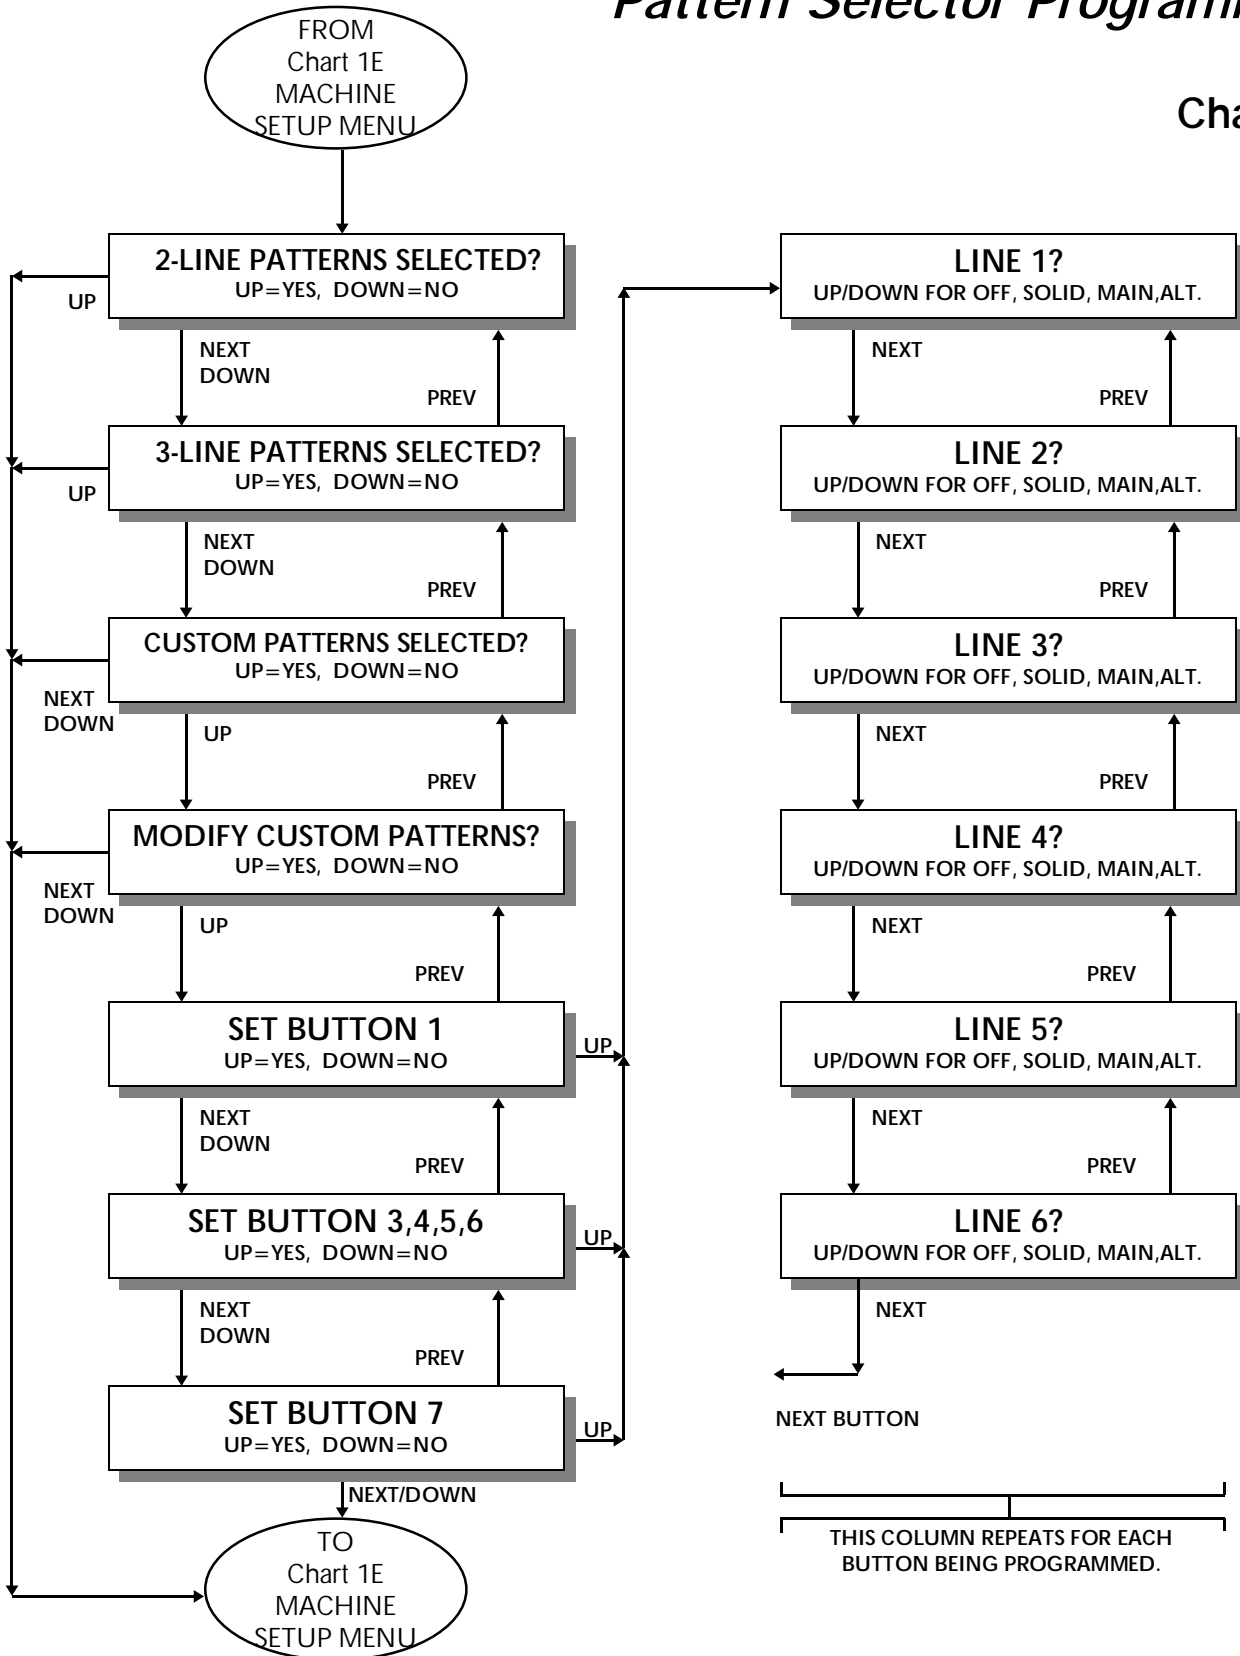 Pattern Selector
FROM
Chart 1E
MACHINE
SETUP MENU
2-LINE PATTERNS SELECTED?
UP=YES, DOWN=NO
UP
NEXT
DOWN
PREV
3-LINE PATTERNS SELECTED?
UP=YES, DOWN=NO
UP
NEXT
DOWN
PREV
CUSTOM PATTERNS SELECTED?
UP=YES, DOWN=NO
NEXT
DOWN
UP
PREV
MODIFY CUSTOM PATTERNS?
UP=YES, DOWN=NO
NEXT
DOWN
UP
PREV
SET BUTTON 1
UP=YES, DOWN=NO
UP
NEXT
DOWN
PREV
SET BUTTON 3,4,5,6
UP=YES, DOWN=NO
UP
NEXT
DOWN
PREV
SET BUTTON 7
UP=YES, DOWN=NO
UP
NEXT/DOWN
TO
Chart 1E
MACHINE
SETUP MENU
LINE 1?
UP/DOWN FOR OFF, SOLID, MAIN,ALT.
NEXT
PREV
LINE 2?
UP/DOWN FOR OFF, SOLID, MAIN,ALT.
NEXT
PREV
LINE 3?
UP/DOWN FOR OFF, SOLID, MAIN,ALT.
NEXT
PREV
LINE 4?
UP/DOWN FOR OFF, SOLID, MAIN,ALT.
NEXT
PREV
LINE 5?
UP/DOWN FOR OFF, SOLID, MAIN,ALT.
NEXT
PREV
LINE 6?
UP/DOWN FOR OFF, SOLID, MAIN,ALT.
NEXT
NEXT BUTTON
THIS COLUMN REPEATS FOR EACH
BUTTON BEING PROGRAMMED.